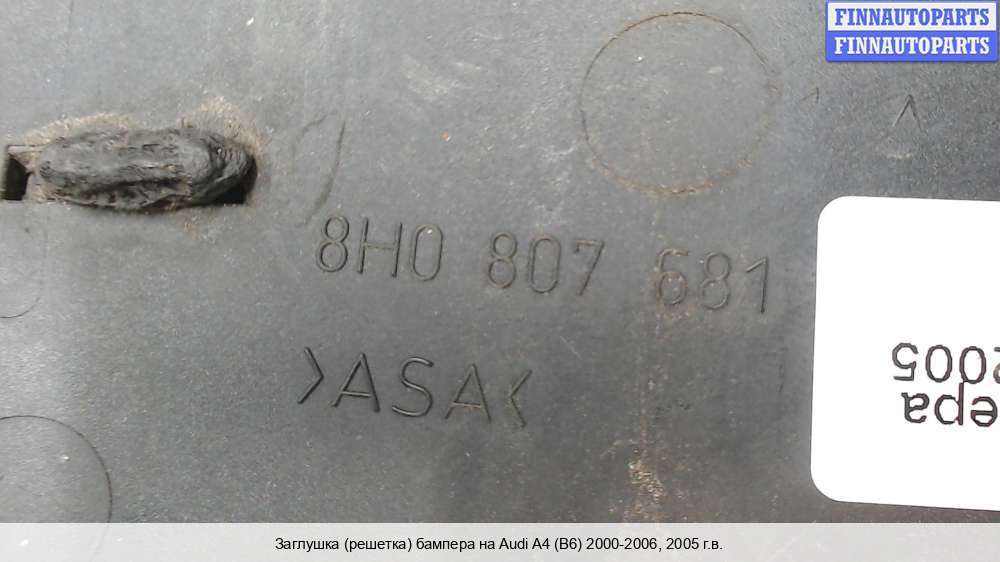 FINNAUTOPARTS
FINNAUTOPARTS
8H0 807 681
>ASA<
2005
ера
Заглушка (решетка) бампера на Audi A4 (B6) 2000-2006, 2005 г.в.